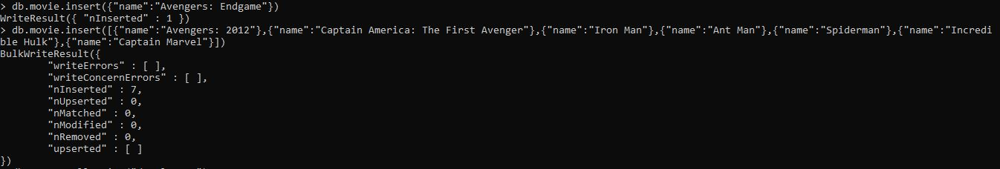 > db.movie.insert({"name":"Avengers: Endgame"})
WriteResult({ "nInserted" : 1 })
> db.movie.insert([{"name":"Avengers: 2012"},{"name":"Captain America: The First Avenger"},{"name":"Iron Man"},{"name":"Ant Man"},{"name":"Spiderman"},{"name":"Incredi
ble Hulk"},{"name":"Captain Marvel"}])
BulkWriteResult({
        "writeErrors" : [ ],
        "writeConcernErrors" : [ ],
        "nInserted" : 7,
        "nUpserted" : 0,
        "nMatched" : 0,
        "nModified" : 0,
        "nRemoved" : 0,
        "upserted" : [ ]
})